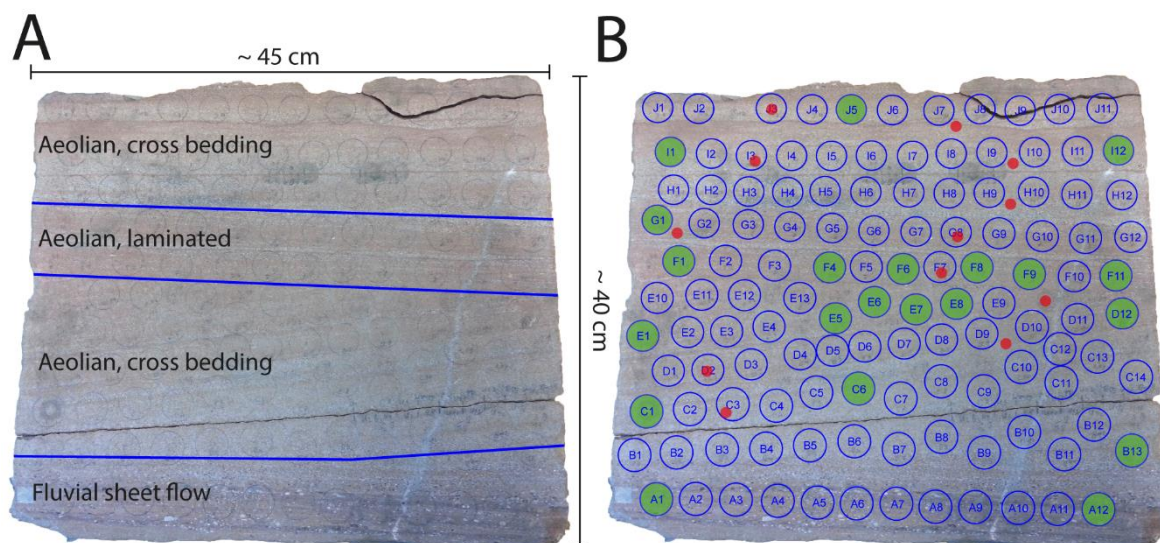 A
B
~ 45 cm
~ 40 cm
Aeolian, cross bedding
Aeolian, laminated
Aeolian, cross bedding
Fluvial sheet flow
J1 J2 J3 J4 J5 J6 J7 J8 J9 J10 J11
I1 I2 I3 I4 I5 I6 I7 I8 I9 I10 I11 I12
H1 H2 H3 H4 H5 H6 H7 H8 H9 H10 H11 H12
G1 G2 G3 G4 G5 G6 G7 G8 G9 G10 G11 G12
F1 F2 F3 F4 F5 F6 F7 F8 F9 F10 F11
E10 E11 E12 E13 E5 E6 E7 E8 E9
E1 E2 E3 E4
D1 D2 D3 D4 D5 D6 D7 D8 D9 D10 D11 D12
C1 C2 C3 C4 C5 C6 C7 C8 C9 C10 C11 C12 C13 C14
B1 B2 B3 B4 B5 B6 B7 B8 B9 B10 B11 B12 B13
A1 A2 A3 A4 A5 A6 A7 A8 A9 A10 A11 A12